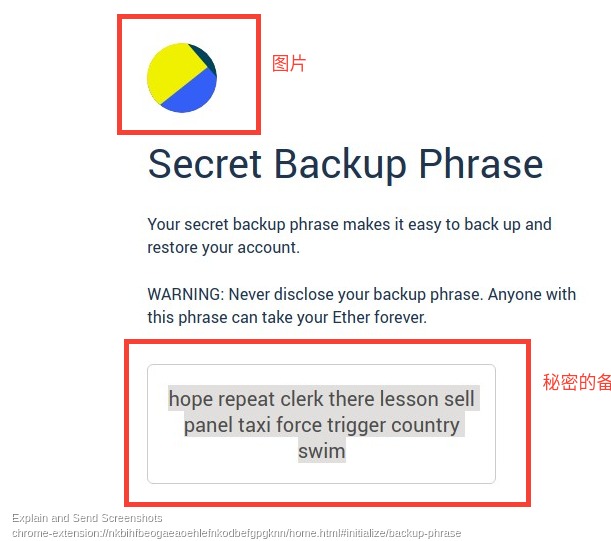 图片
Secret Backup Phrase
Your secret backup phrase makes it easy to back up and
restore your account.
WARNING: Never disclose your backup phrase. Anyone with
this phrase can take your Ether forever.
秘密的备
hope repeat clerk there lesson sell
panel taxi force trigger country
swim
Explain and Send Screenshots
chrome-extension://nkbihfbeogaeaoehlefnkodbefgpgknn/home.html#initialize/backup-phrase